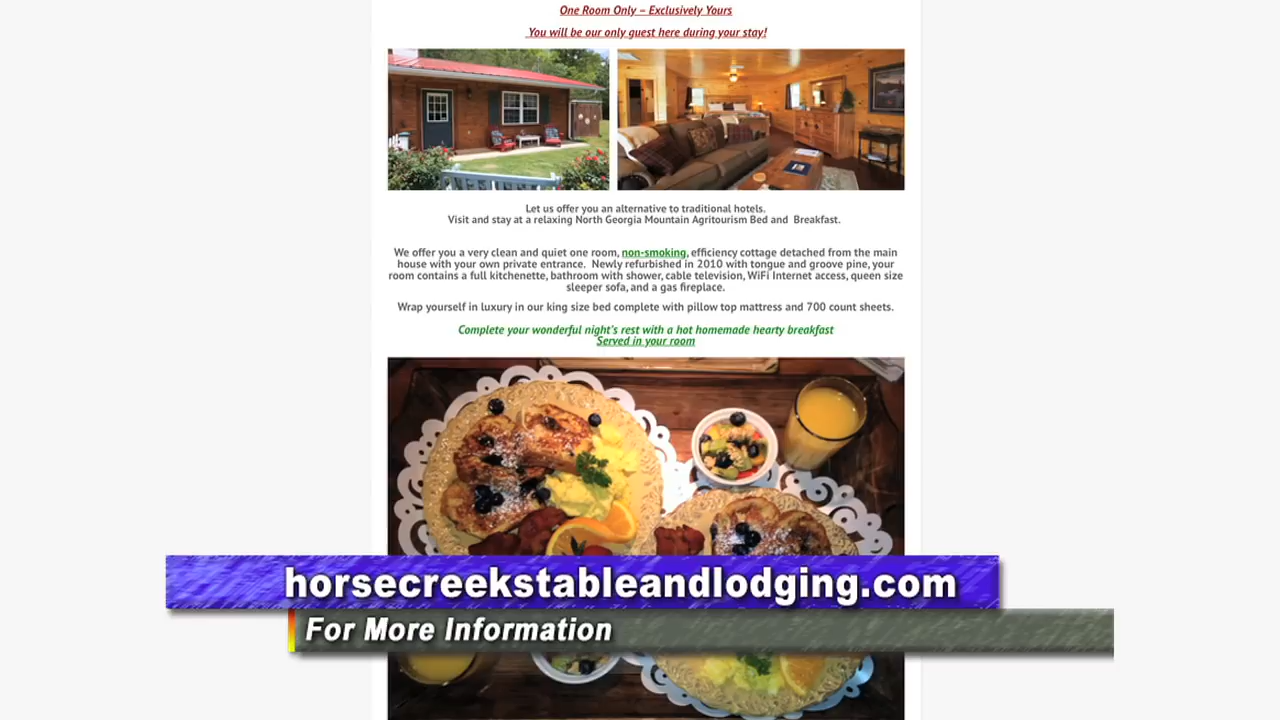 One Room Only – Exclusively Yours
You will be our only guest here during your stay!
Let us offer you an alternative to traditional hotels.
Visit and stay at a relaxing North Georgia Mountain Agritourism Bed and Breakfast.
We offer you a very clean and quiet one room, non-smoking, efficiency cottage detached from the main
house with your own private entrance. Newly refurbished in 2010 with tongue and groove pine, your
room contains a full kitchenette, bathroom with shower, cable television, WiFi Internet access, queen size
sleeper sofa, and a gas fireplace.
Wrap yourself in luxury in our king size bed complete with pillow top mattress and 700 count sheets.
Complete your wonderful night's rest with a hot homemade hearty breakfast
Served in your room
horsecreekstableandlodging.com
For More Information